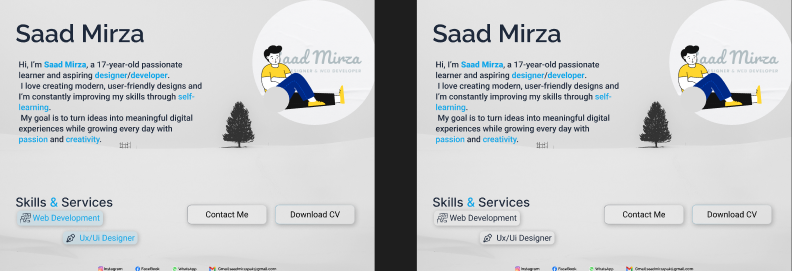 Saad Mirza
Saad Mirza
DESIGNER & WEB DEVELOPER
Hi, I'm Saad Mirza, a 17-year-old passionate
learner and aspiring designer/developer.
I love creating modern, user-friendly designs and
I'm constantly improving my skills through self-
learning.
My goal is to turn ideas into meaningful digital
experiences while growing every day with
passion and creativity.
Skills & Services
Web Development
Ux/Ui Designer
Contact Me
Download CV
Instagram
FaceBook
WhatsApp
Saad Mirza
Saad Mirza
DESIGNER & WEB DEVELOPER
Hi, I'm Saad Mirza, a 17-year-old passionate
learner and aspiring designer/developer.
I love creating modern, user-friendly designs and
I'm constantly improving my skills through self-
learning.
My goal is to turn ideas into meaningful digital
experiences while growing every day with
passion and creativity.
Skills & Services
Web Development
Ux/Ui Designer
Contact Me
Download CV
Instagram
FaceBook
WhatsApp